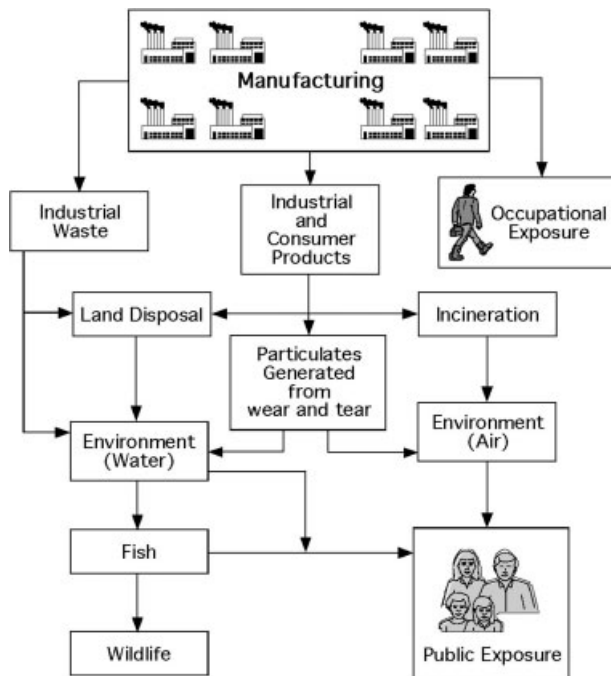 Manufacturing
Industrial
Waste
Industrial
and
Consumer
Products
Occupational
Exposure
Land Disposal
Incineration
Particulates
Generated
from
wear and tear
Environment
(Water)
Environment
(Air)
Fish
Wildlife
Public Exposure